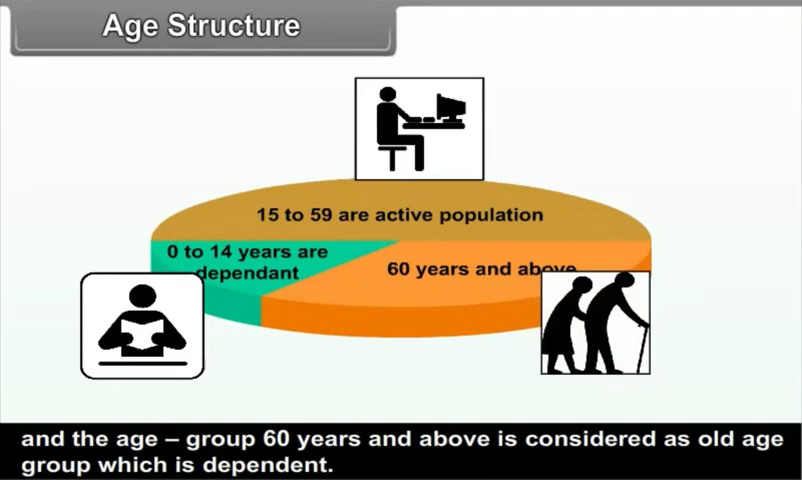 Age Structure
15 to 59 are active population
0 to 14 years are
dependant
60 years and above
and the age – group 60 years and above is considered as old age
group which is dependent.